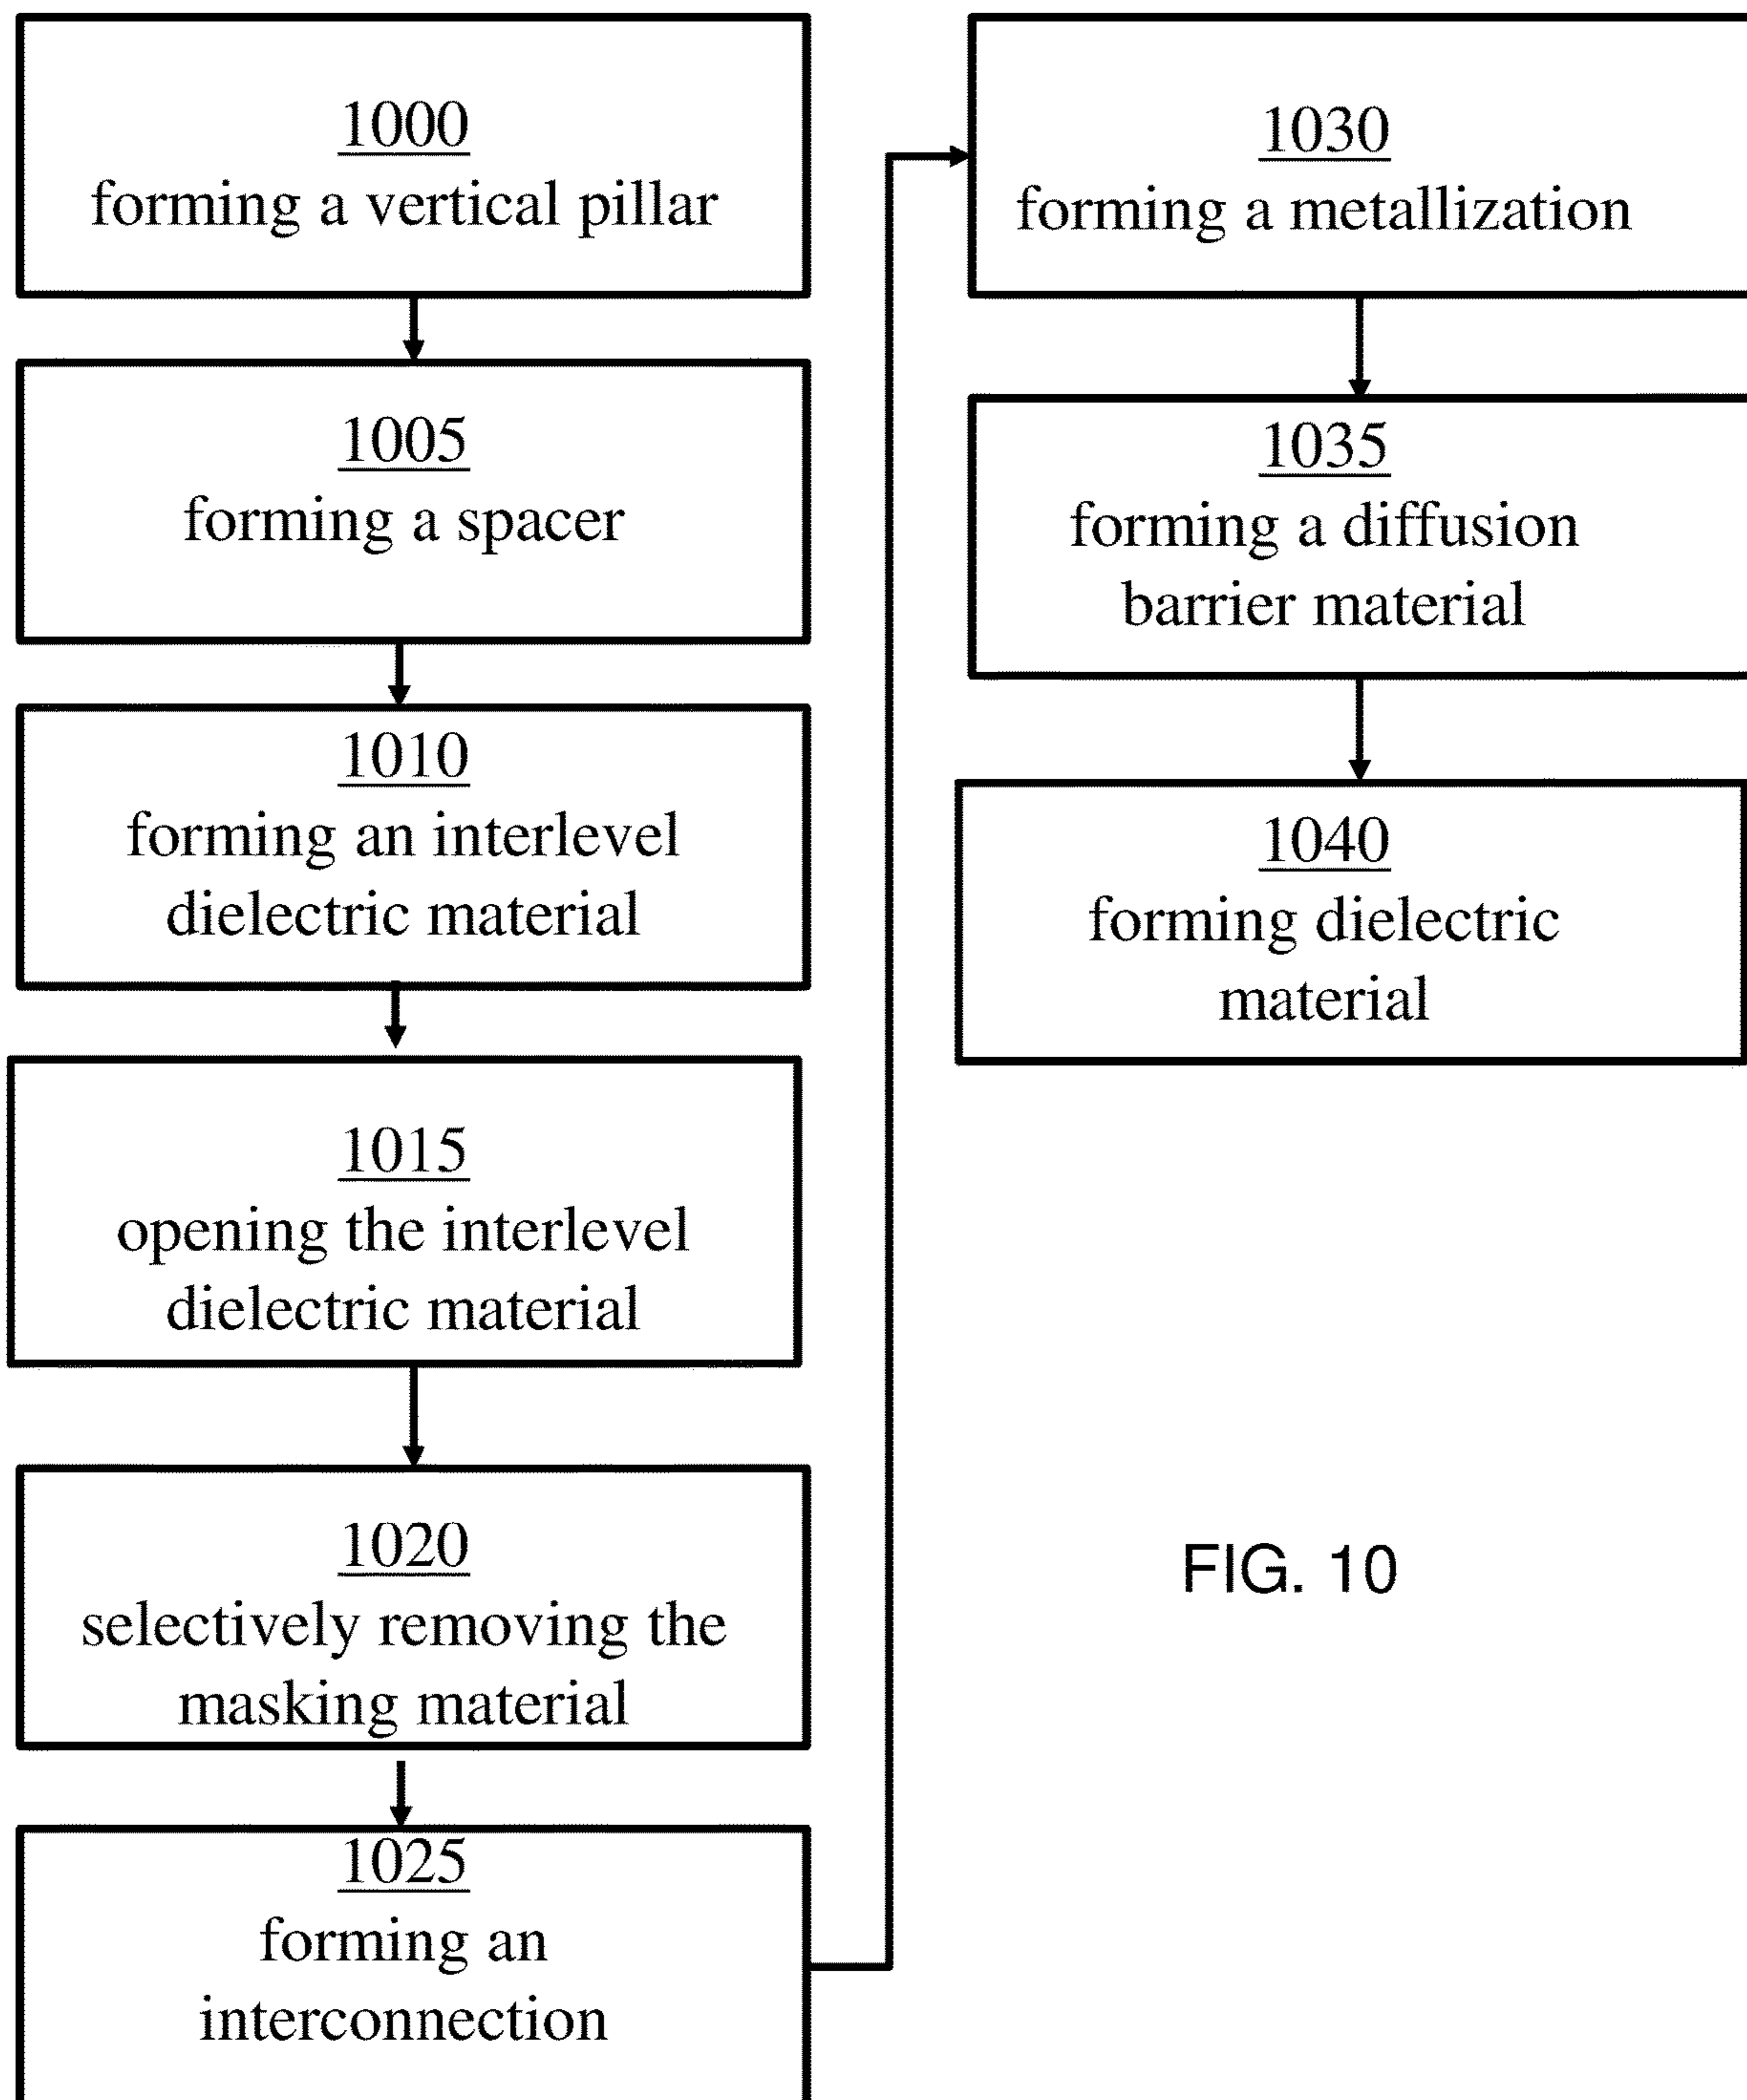 1000
forming a vertical pillar
1005
forming a spacer
1010
forming an interlevel
dielectric material
1015
opening the interlevel
dielectric material
1020
selectively removing the
masking material
1025
forming an
interconnection
1030
forming a metallization
1035
forming a diffusion
barrier material
1040
forming dielectric
material
FIG. 10